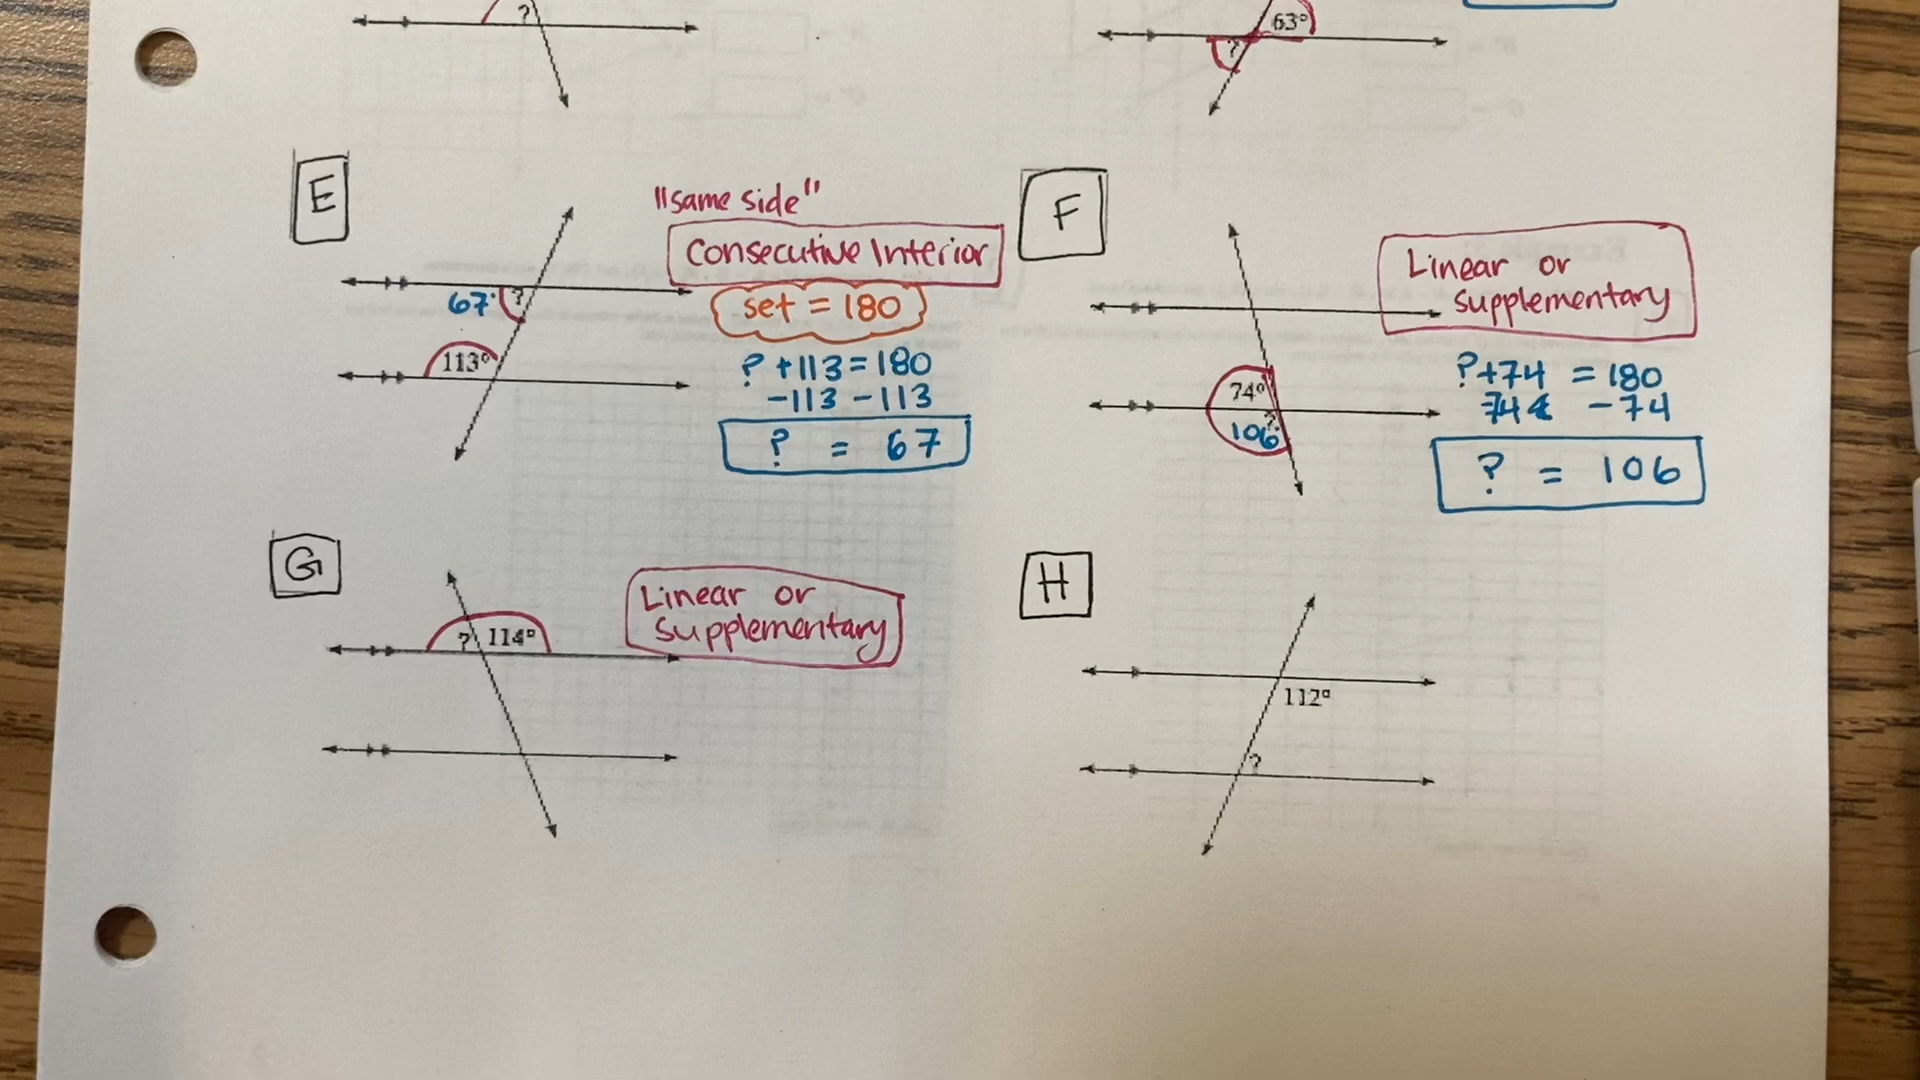 ?
63°
?
E
"same side"
Consecutive Interior
set = 180
67°
?
113°
? +113 = 180
-113 -113
? = 67
F
Linear or
supplementary
74°
?
106
?+74 = 180
-74
? = 106
G
Linear or
supplementary
? 114°
H
112°
?